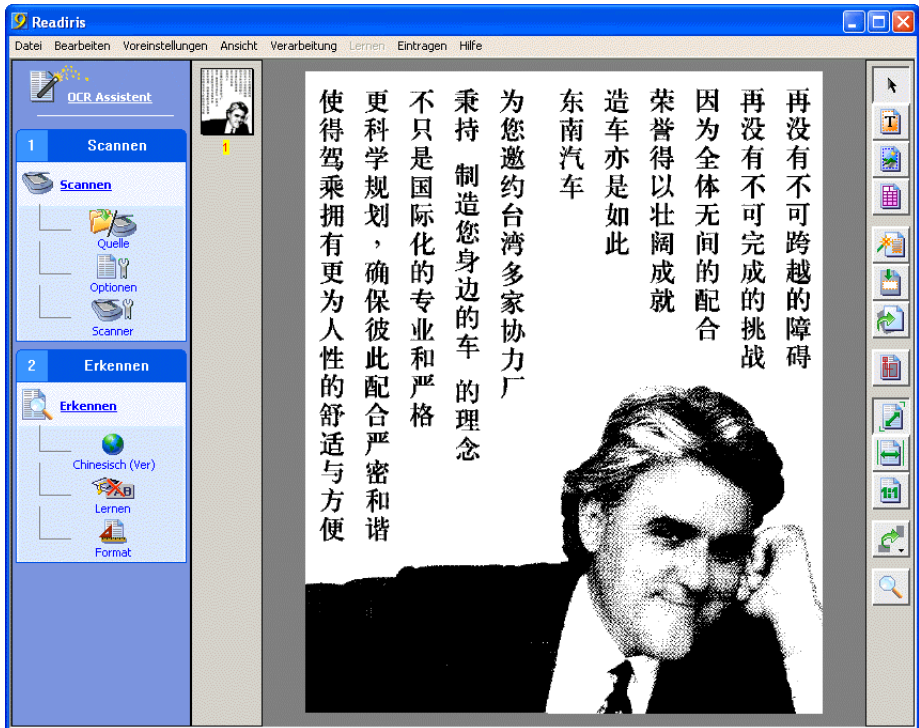 Readiris
Datei Bearbeiten Voreinstellungen Ansicht Verarbeitung Lernen Eintragen Hilfe
OCR Assistent
1 Scannen
Scannen
Quelle
Optionen
Scanner
2 Erkennen
Erkennen
Chinesisch (Ver)
Lernen
Format
1
再没有不可跨越的障碍
再没有不可完成的挑战
因为全体无间的配合
荣誉得以壮阔成就
造车亦是如此
东南汽车
为您邀约台湾多家协力厂
秉持 制造您身边的车 的理念
不只是国际化的专业和严格
更科学规划，确保彼此配合严密和谐
使得驾乘拥有更为人性的舒适与方便
1:1